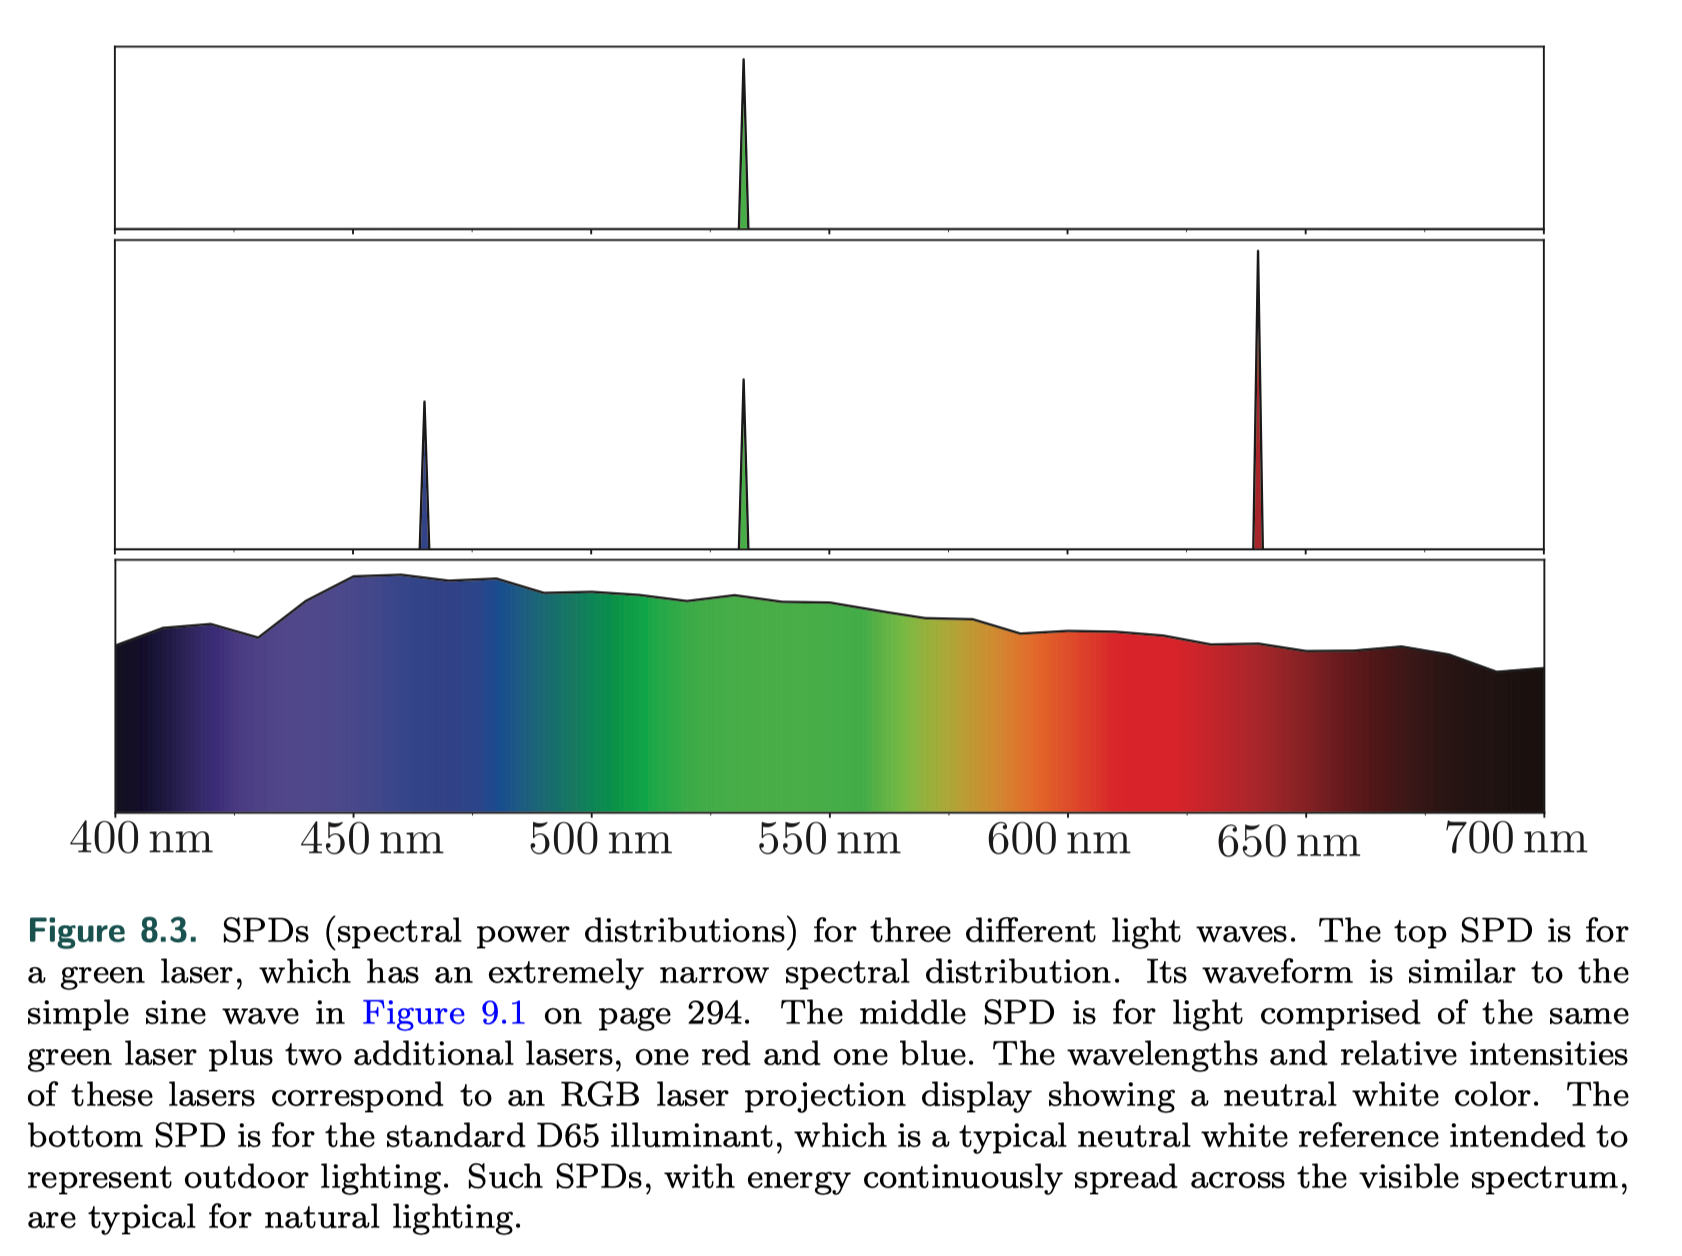 400 nm 450 nm 500 nm 550 nm 600 nm 650 nm 700 nm
Figure 8.3. SPDs (spectral power distributions) for three different light waves. The top SPD is for
a green laser, which has an extremely narrow spectral distribution. Its waveform is similar to the
simple sine wave in Figure 9.1 on page 294. The middle SPD is for light comprised of the same
green laser plus two additional lasers, one red and one blue. The wavelengths and relative intensities
of these lasers correspond to an RGB laser projection display showing a neutral white color. The
bottom SPD is for the standard D65 illuminant, which is a typical neutral white reference intended to
represent outdoor lighting. Such SPDs, with energy continuously spread across the visible spectrum,
are typical for natural lighting.